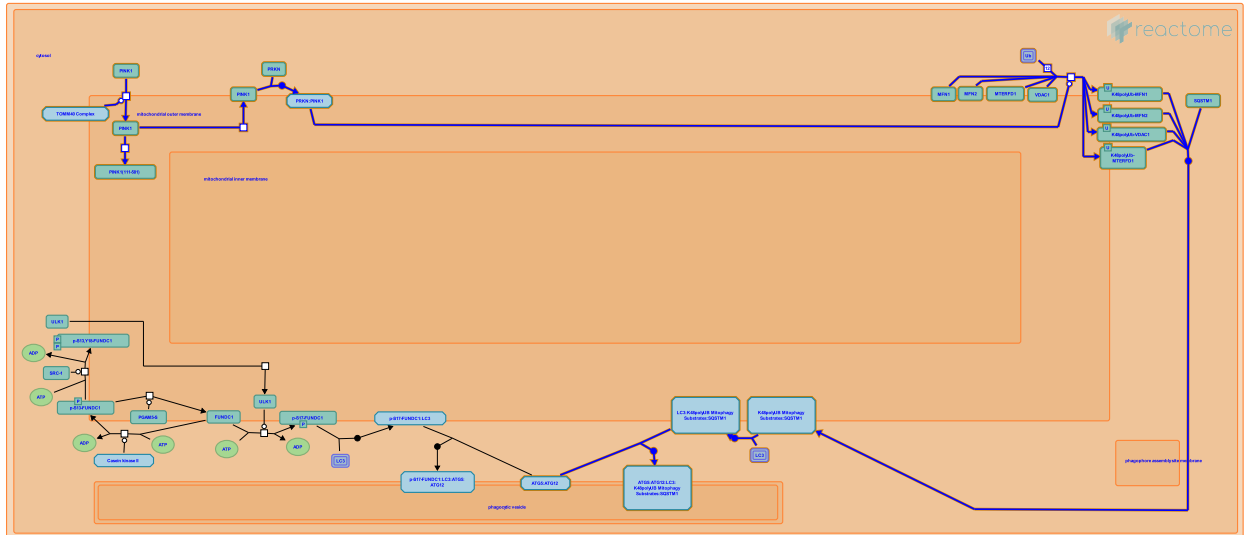 reactome
cytosol
PINK1
TOMM40 Complex
PINK1
mitochondrial outer membrane
PINK1(111-581)
PINK1
PRKN
PRKN:PINK1
Ub
12
MFN1
MFN2
MTERFD1
VDAC1
U
K48polyUb-MFN1
U
K48polyUb-MFN2
U
K48polyUb-VDAC1
U
K48polyUb-
MTERFD1
SQSTM1
mitochondrial inner membrane
ULK1
P
P
p-S13,Y18-FUNDC1
ADP
SRC-1
ATP
P
p-S13-FUNDC1
PGAM5-2
FUNDC1
ADP
ATP
Casein kinase II
ULK1
p-S17-FUNDC1
P
ATP
ADP
LC3
p-S17-FUNDC1:LC3
p-S17-FUNDC1:LC3:ATG5
ATG12
ATG5:ATG12
LC3:K48polyUB Mitophagy
Substrates:SQSTM1
K48polyUB Mitophagy
Substrates:SQSTM1
LC3
ATG5:ATG12:LC3:
K48polyUB Mitophagy
Substrates:SQSTM1
phagocytic vesicle
phagophore assembly site membrane